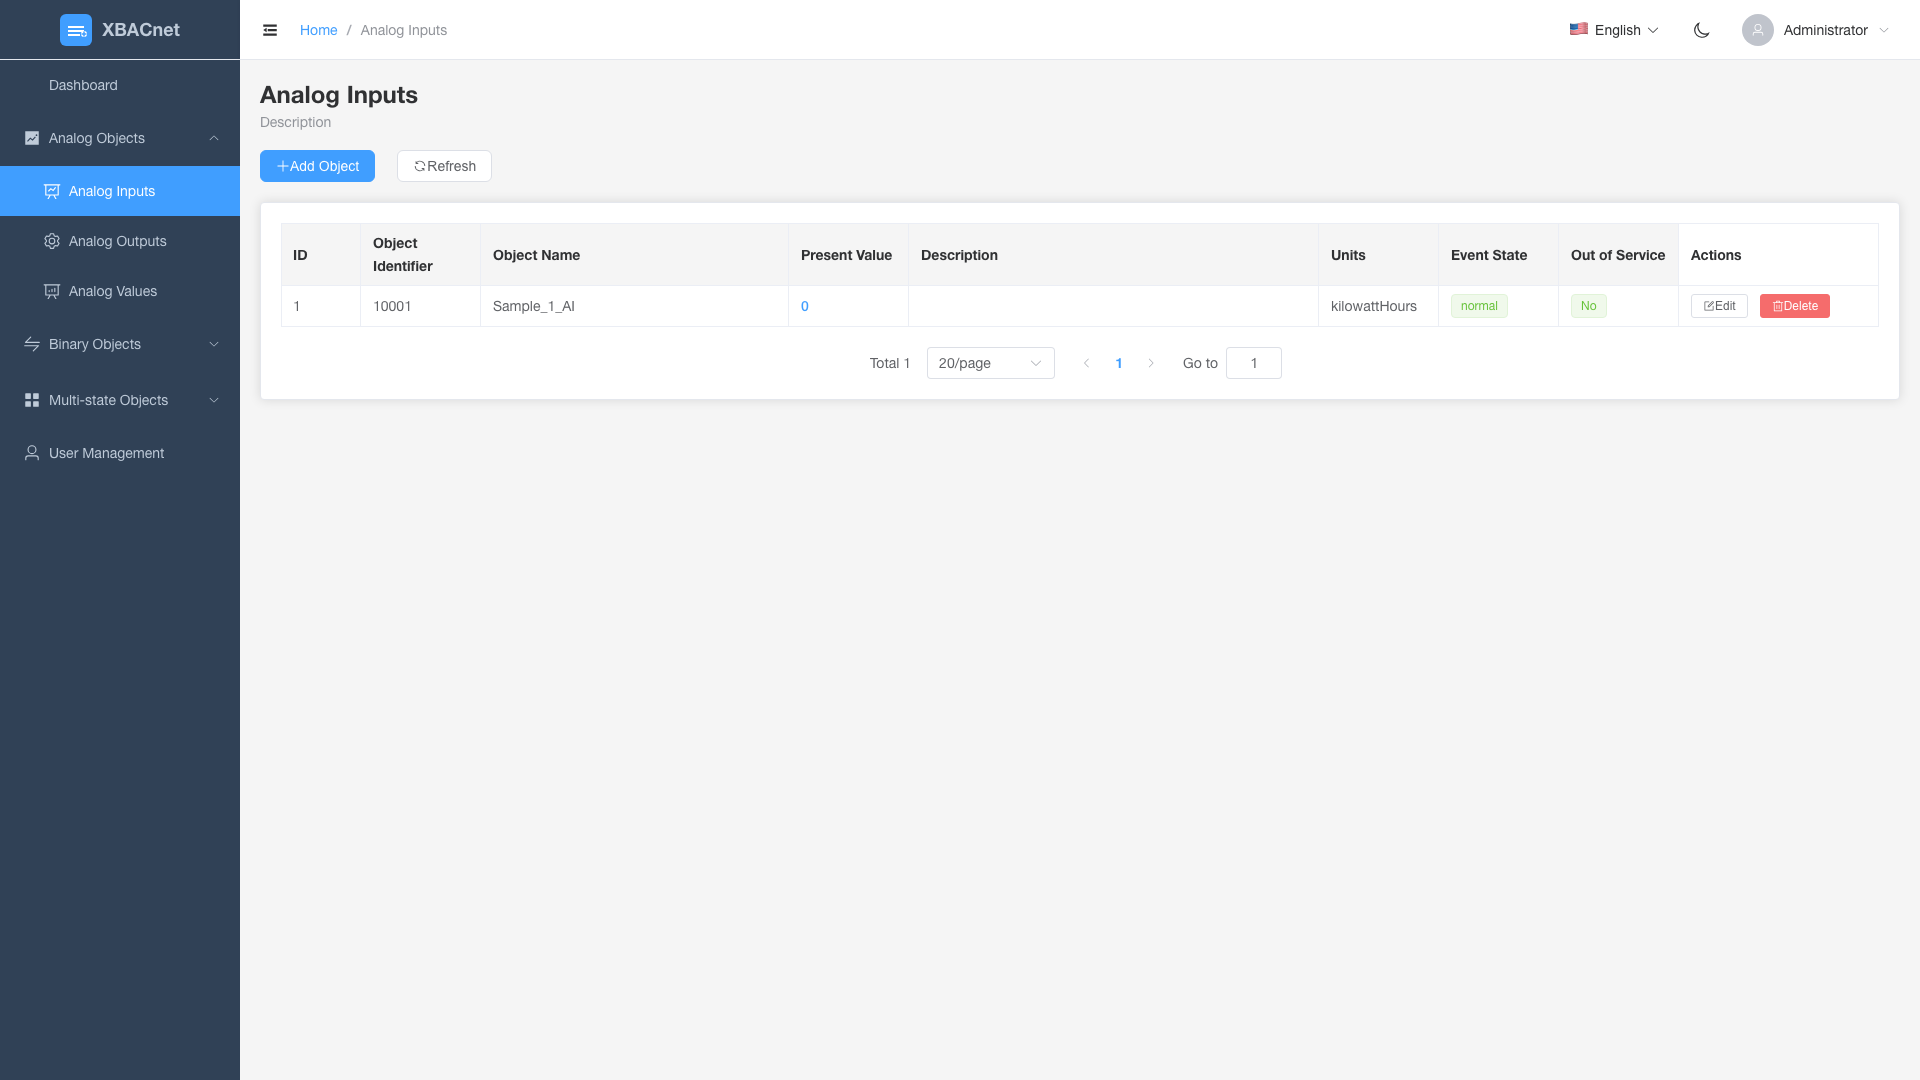 XBACnet
Home / Analog Inputs
English
Administrator
Dashboard
Analog Objects
Analog Inputs
Analog Outputs
Analog Values
Binary Objects
Multi-state Objects
User Management
Analog Inputs
Description
Add Object
Refresh
ID
Object
Identifier
Object Name
Present Value
Description
Units
Event State
Out of Service
Actions
1
10001
Sample_1_AI
0
kilowattHours
normal
No
Edit
Delete
Total 1
20/page
1
Go to
1